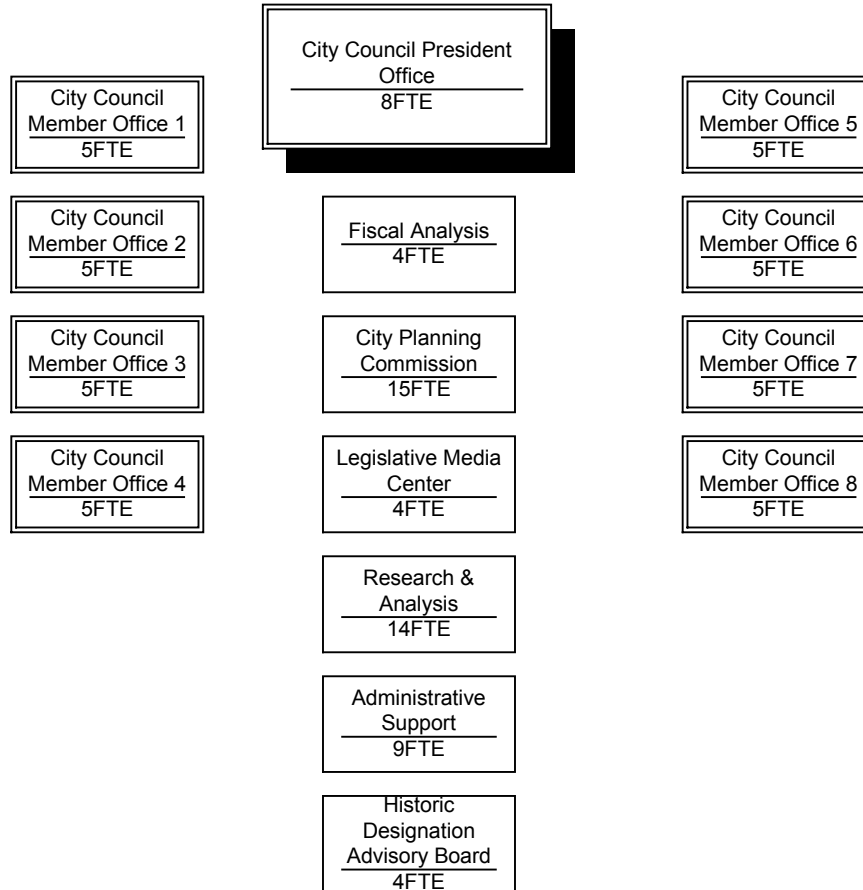 City Council President
Office
8FTE
City Council
Member Office 1
5FTE
City Council
Member Office 5
5FTE
City Council
Member Office 2
5FTE
Fiscal Analysis
4FTE
City Council
Member Office 6
5FTE
City Council
Member Office 3
5FTE
City Planning
Commission
15FTE
City Council
Member Office 7
5FTE
City Council
Member Office 4
5FTE
Legislative Media
Center
4FTE
City Council
Member Office 8
5FTE
Research &
Analysis
14FTE
Administrative
Support
9FTE
Historic
Designation
Advisory Board
4FTE